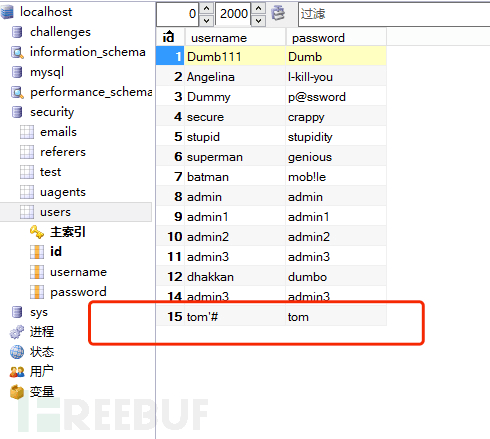 localhost
challenges
information_schema
mysql
performance_schema
security
emails
referers
test
uagents
users
主索引
id
username
password
sys
进程
状态
用户
变量
0 2000 过滤
id username password
1 Dumb111 Dumb
2 Angelina I-kill-you
3 Dummy p@ssword
4 secure crappy
5 stupid stupidity
6 superman genious
7 batman mob!le
8 admin admin
9 admin1 admin1
10 admin2 admin2
11 admin3 admin3
12 dhakkan dumbo
14 admin3 admin3
15 tom'# tom
FREEBUF